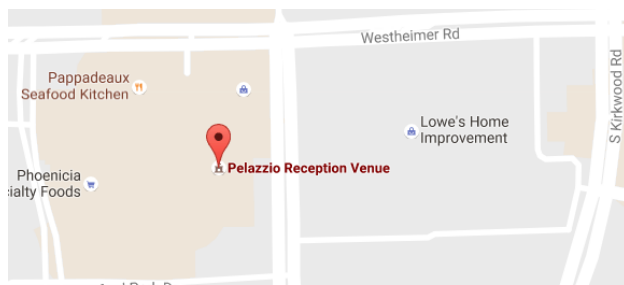 Westheimer Rd
S Kirkwood Rd
Pappadeaux
Seafood Kitchen
Lowe's Home
Improvement
Pelazzio Reception Venue
Phoenicia
cialty Foods